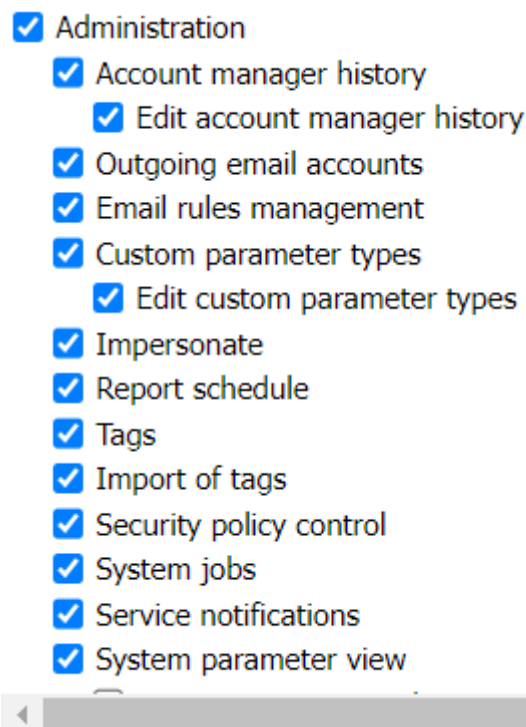 Administration
Account manager history
Edit account manager history
Outgoing email accounts
Email rules management
Custom parameter types
Edit custom parameter types
Impersonate
Report schedule
Tags
Import of tags
Security policy control
System jobs
Service notifications
System parameter view